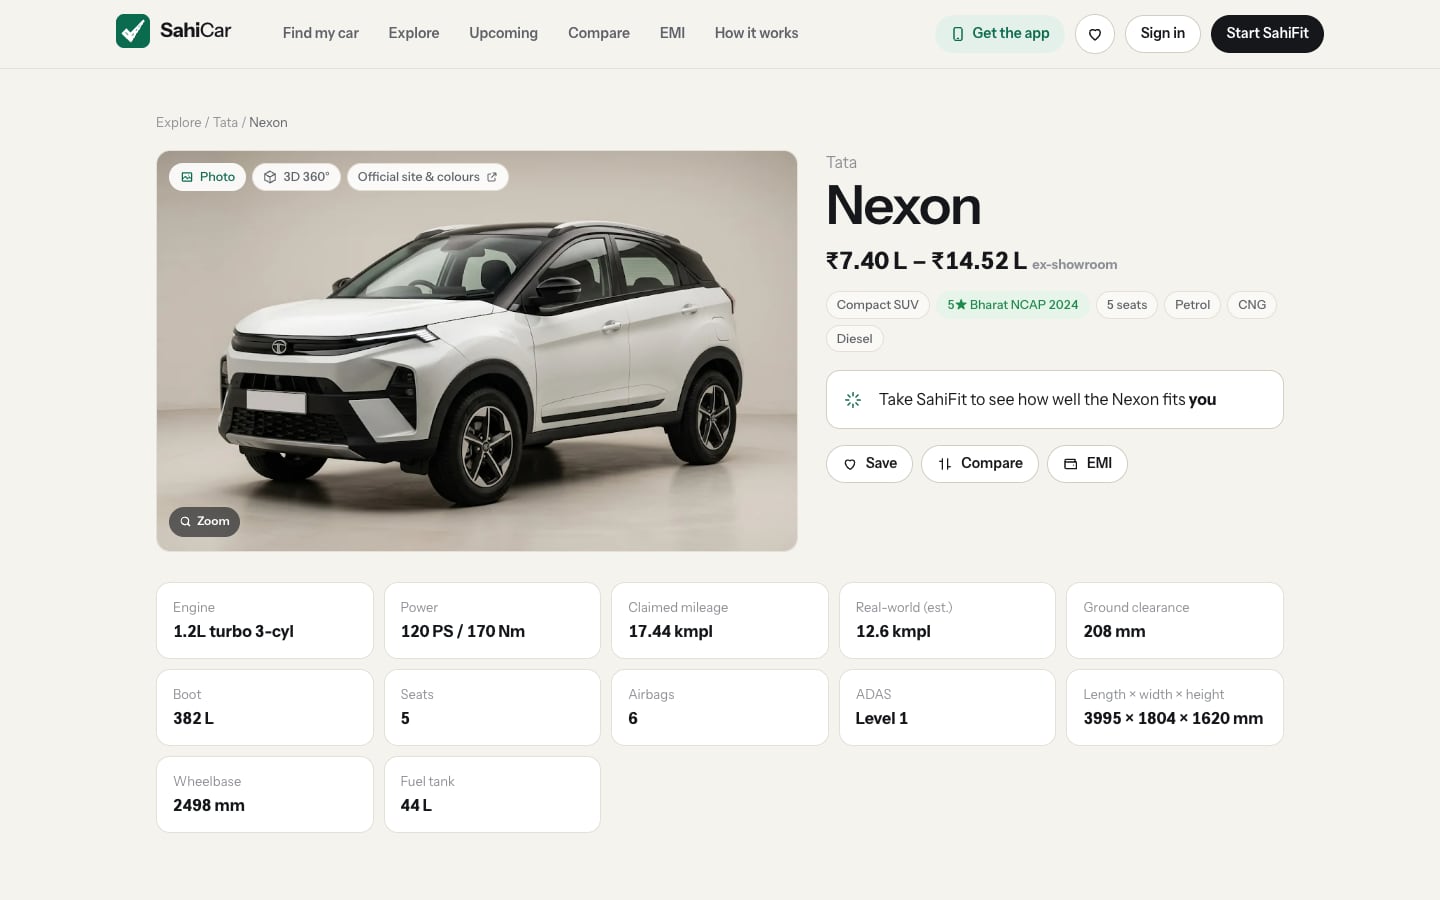 SahiCar
Find my car
Explore
Upcoming
Compare
EMI
How it works
Get the app
Sign in
Start SahiFit
Explore / Tata / Nexon
Photo
3D 360°
Official site & colours
Zoom
Tata
Nexon
₹7.40 L – ₹14.52 L ex-showroom
Compact SUV
5★ Bharat NCAP 2024
5 seats
Petrol
CNG
Diesel
Take SahiFit to see how well the Nexon fits you
Save
Compare
EMI
Engine
1.2L turbo 3-cyl
Power
120 PS / 170 Nm
Claimed mileage
17.44 kmpl
Real-world (est.)
12.6 kmpl
Ground clearance
208 mm
Boot
382 L
Seats
5
Airbags
6
ADAS
Level 1
Length × width × height
3995 × 1804 × 1620 mm
Wheelbase
2498 mm
Fuel tank
44 L